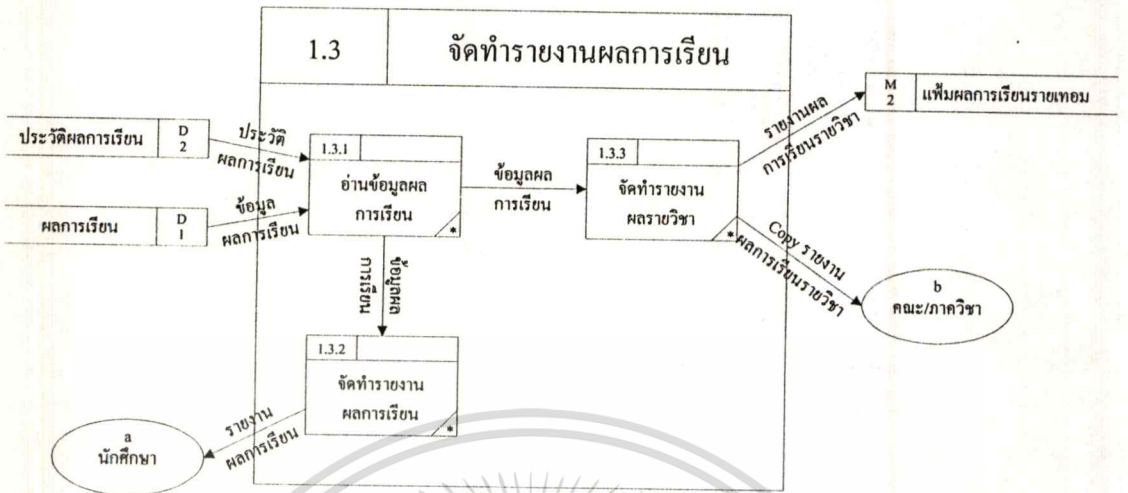 1.3
จัดทำรายงานผลการเรียน
M
2
แฟ้มผลการเรียนรายเทอม
ประวัติผลการเรียน
D
2
ประวัติ
ผลการเรียน
1.3.1
อ่านข้อมูลผล
การเรียน
*
ข้อมูลผล
การเรียน
1.3.3
จัดทำรายงาน
ผลรายวิชา
*
รายงานผล
การเรียนรายวิชา
ผลการเรียน
D
1
ข้อมูล
ผลการเรียน
Copy รายงาน
ผลการเรียนรายวิชา
b
คณะ/ภาควิชา
ข้อมูลผล
การเรียน
1.3.2
จัดทำรายงาน
ผลการเรียน
*
รายงาน
ผลการเรียน
a
นักศึกษา